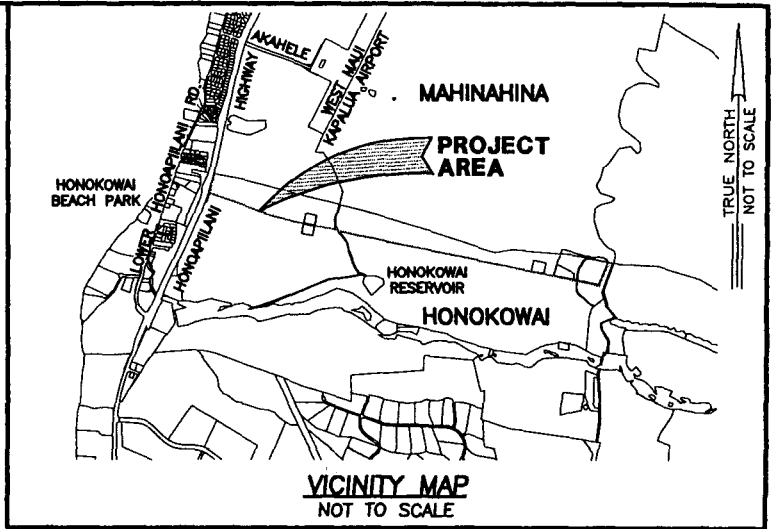 AKAHELE
WEST MAUI
KAPALUA AIRPORT
MAHINAHINA
HIGHWAY
LOWER HONOAPIILANI RD.
PROJECT
AREA
TRUE NORTH
NOT TO SCALE
HONOKOWAI
BEACH PARK
HONOAPIILANI
HONOKOWAI
RESERVOIR
HONOKOWAI
VICINITY MAP
NOT TO SCALE